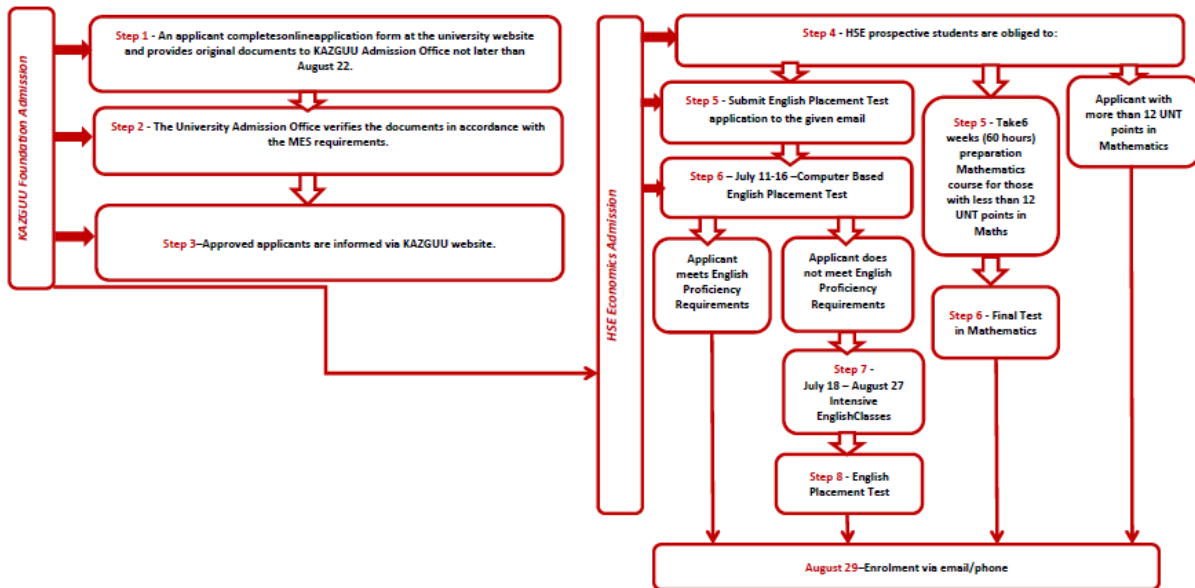 KAZGUU Foundation Admission
Step 1 - An applicant completesonlineapplication form at the university website
and provides original documents to KAZGUU Admission Office not later than
August 22.
Step 2 - The University Admission Office verifies the documents in accordance with
the MES requirements.
Step 3–Approved applicants are informed via KAZGUU website.
HSE Economics Admission
Step 4 - HSE prospective students are obliged to:
Step 5 - Submit English Placement Test
application to the given email
Step 6 – July 11-16 –Computer Based
English Placement Test
Applicant
meets English
Proficiency
Requirements
Applicant does
not meet English
Proficiency
Requirements
Step 7 -
July 18 – August 27
Intensive
EnglishClasses
Step 8 - English
Placement Test
Step 5 - Take6
weeks (60 hours)
preparation
Mathematics
course for those
with less than 12
UNT points in
Maths
Step 6 - Final Test
in Mathematics
Applicant with
more than 12 UNT
points in
Mathematics
August 29–Enrolment via email/phone